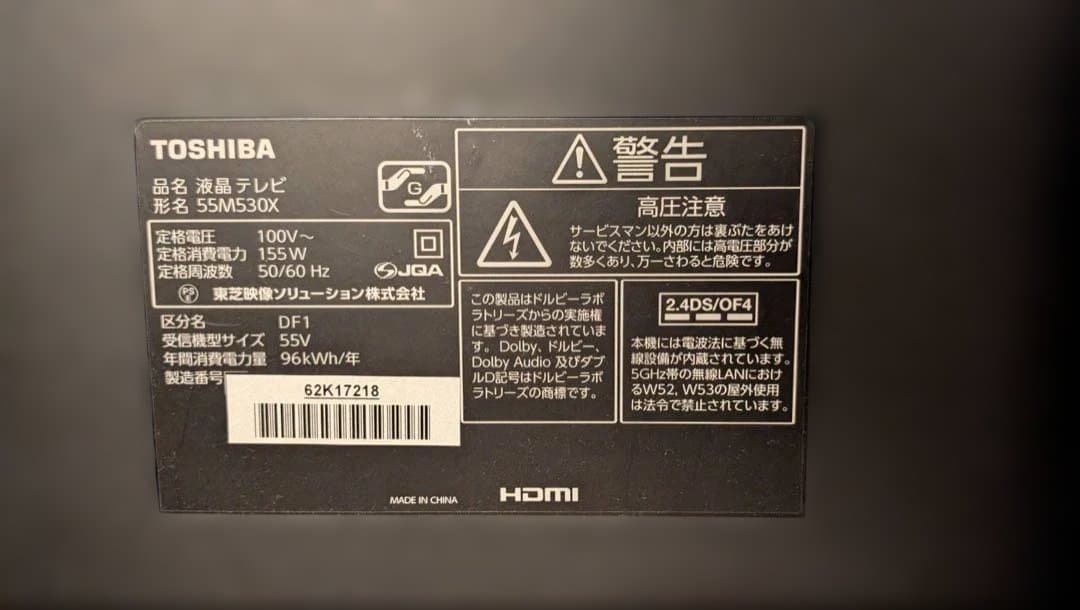 TOSHIBA
品名 液晶テレビ
形名 55M530X
G
定格電圧 100V～
定格消費電力 155W
定格周波数 50/60 Hz
JQA
PS
E
東芝映像ソリューション株式会社
区分名 DF1
受信機型サイズ 55V
年間消費電力量 96kWh/年
製造番号
62K17218
警告
高圧注意
サービスマン以外の方は裏ぶたをあけ
ないでください。内部には高電圧部分が
数多くあり、万一さわると危険です。
この製品はドルビーラボ
ラトリーズからの実施権
に基づき製造されていま
す。Dolby、ドルビー、
Dolby Audio 及びダブ
ルD記号はドルビーラボ
ラトリーズの商標です。
2.4DS/OF4
本機には電波法に基づく無
線設備が内蔵されています。
5GHz帯の無線LANにおけ
るW52, W53の屋外使用
は法令で禁止されています。
MADE IN CHINA
HDMI